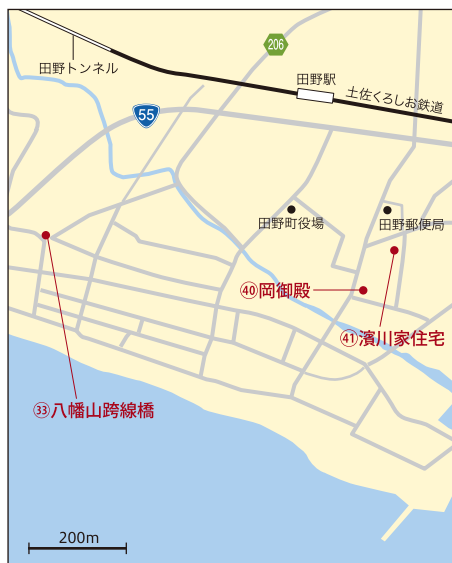 206
田野トンネル
田野駅
土佐くろしお鉄道
55
田野町役場
田野郵便局
㊵岡御殿
㊶濱川家住宅
㉝八幡山跨線橋
200m